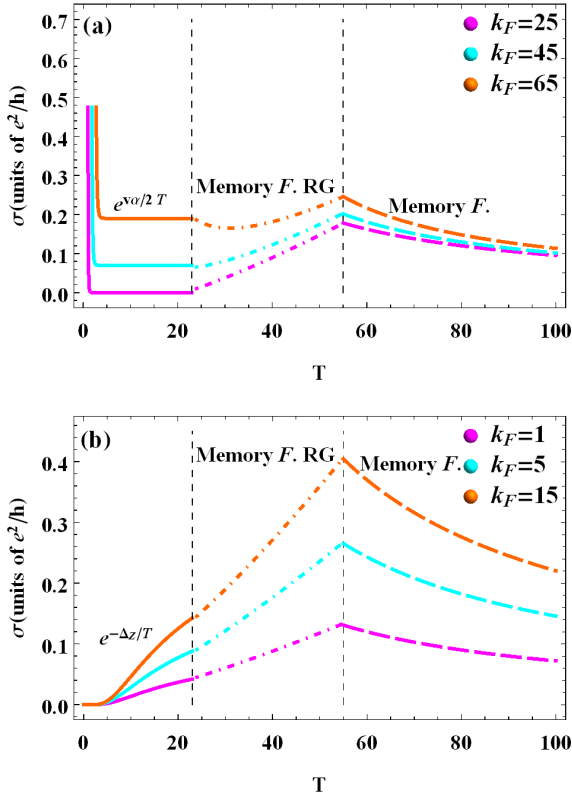 (a)
k_F=25
k_F=45
k_F=65
σ(units of e²/h)
0.7
0.6
0.5
0.4
0.3
0.2
0.1
0.0
e^{vα/2 T}
Memory F. RG
Memory F.
0 20 40 60 80 100
T
(b)
k_F=1
k_F=5
k_F=15
σ(units of e²/h)
0.4
0.3
0.2
0.1
0.0
Memory F. RG
Memory F.
e^{-Δz/T}
0 20 40 60 80 100
T